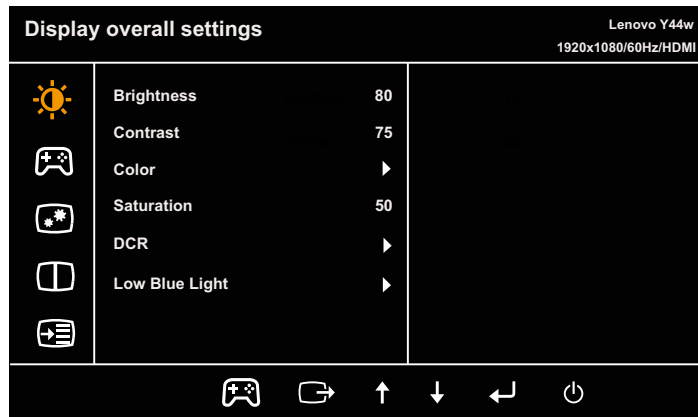 Display overall settings
Lenovo Y44w
1920x1080/60Hz/HDMI
Brightness 80
Contrast 75
Color
Saturation 50
DCR
Low Blue Light